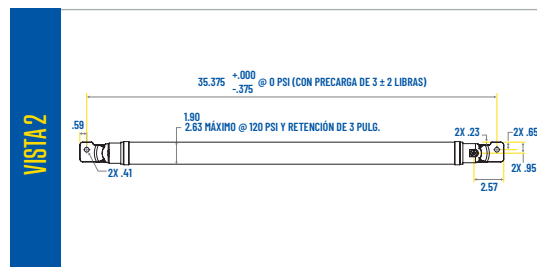 VISTA 2
35.375 +.000 -.375 @ 0 PSI (CON PRECARGA DE 3 ± 2 LIBRAS)
.59
1.90
2.63 MÁXIMO @ 120 PSI Y RETENCIÓN DE 3 PULG.
2X .23
2X .65
2X .41
2X .95
2.57